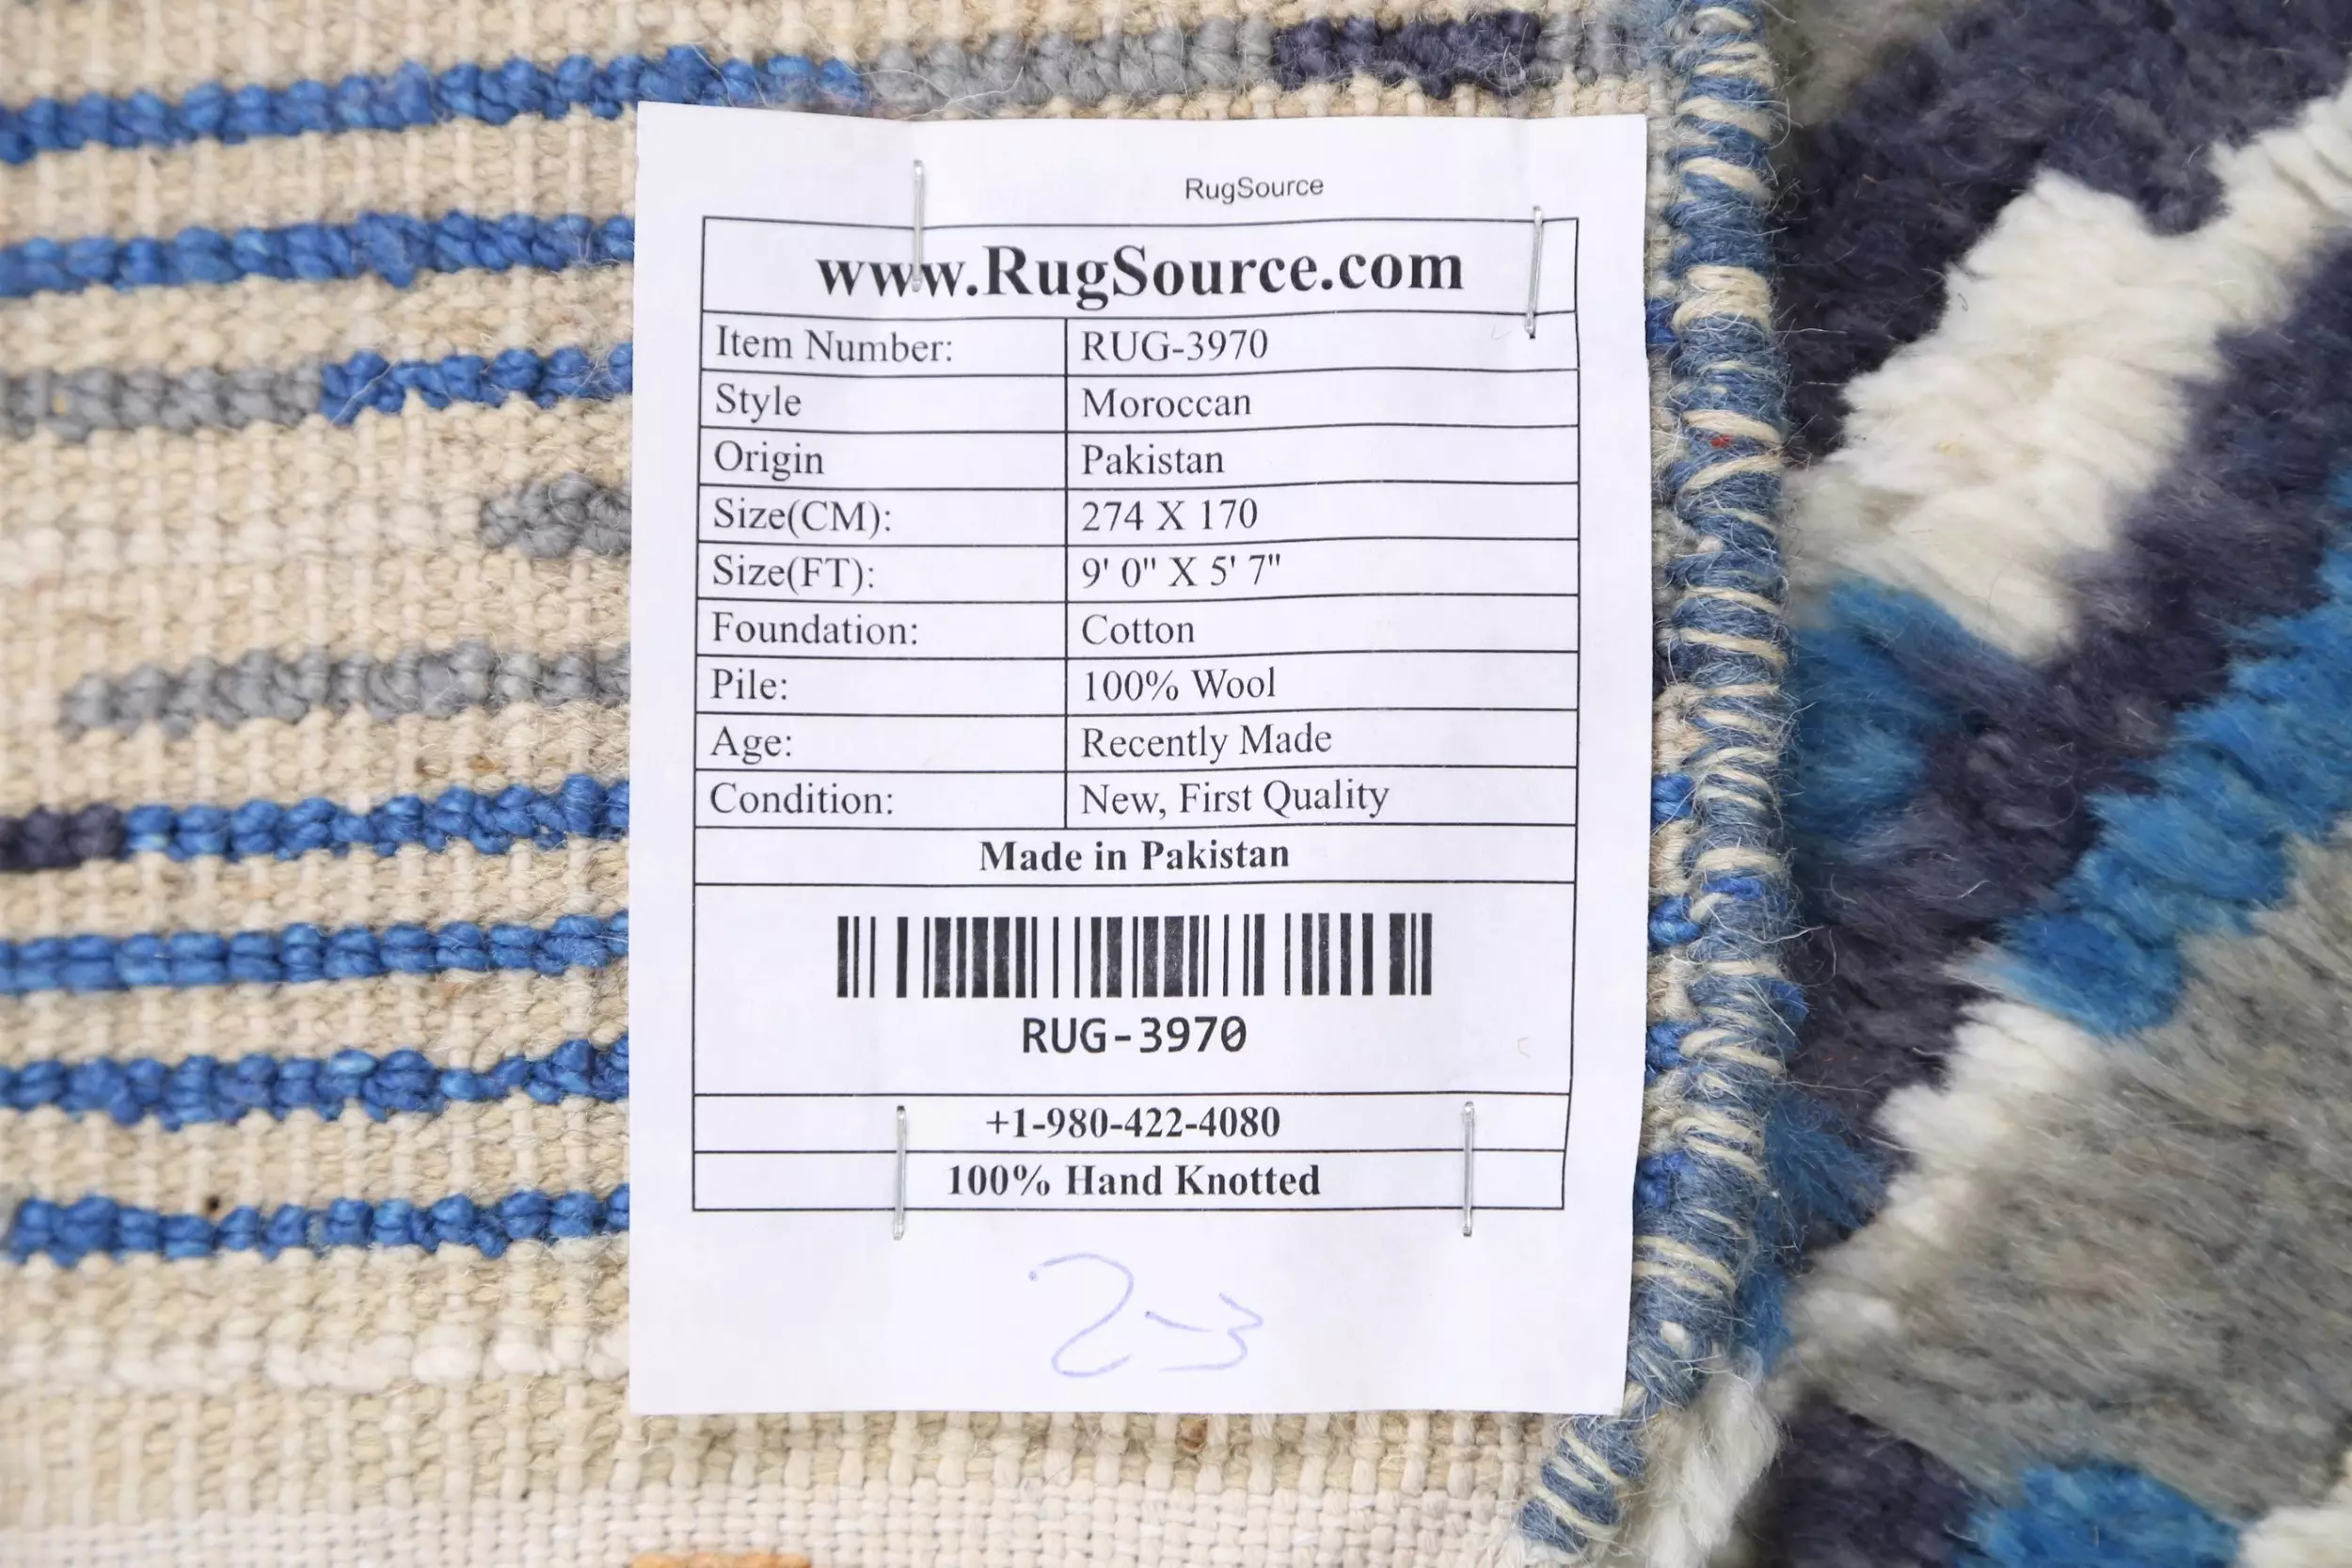 RugSource
www.RugSource.com
Item Number: RUG-3970
Style Moroccan
Origin Pakistan
Size(CM): 274 X 170
Size(FT): 9' 0" X 5' 7"
Foundation: Cotton
Pile: 100% Wool
Age: Recently Made
Condition: New, First Quality
Made in Pakistan
RUG-3970
+1-980-422-4080
100% Hand Knotted
2-3